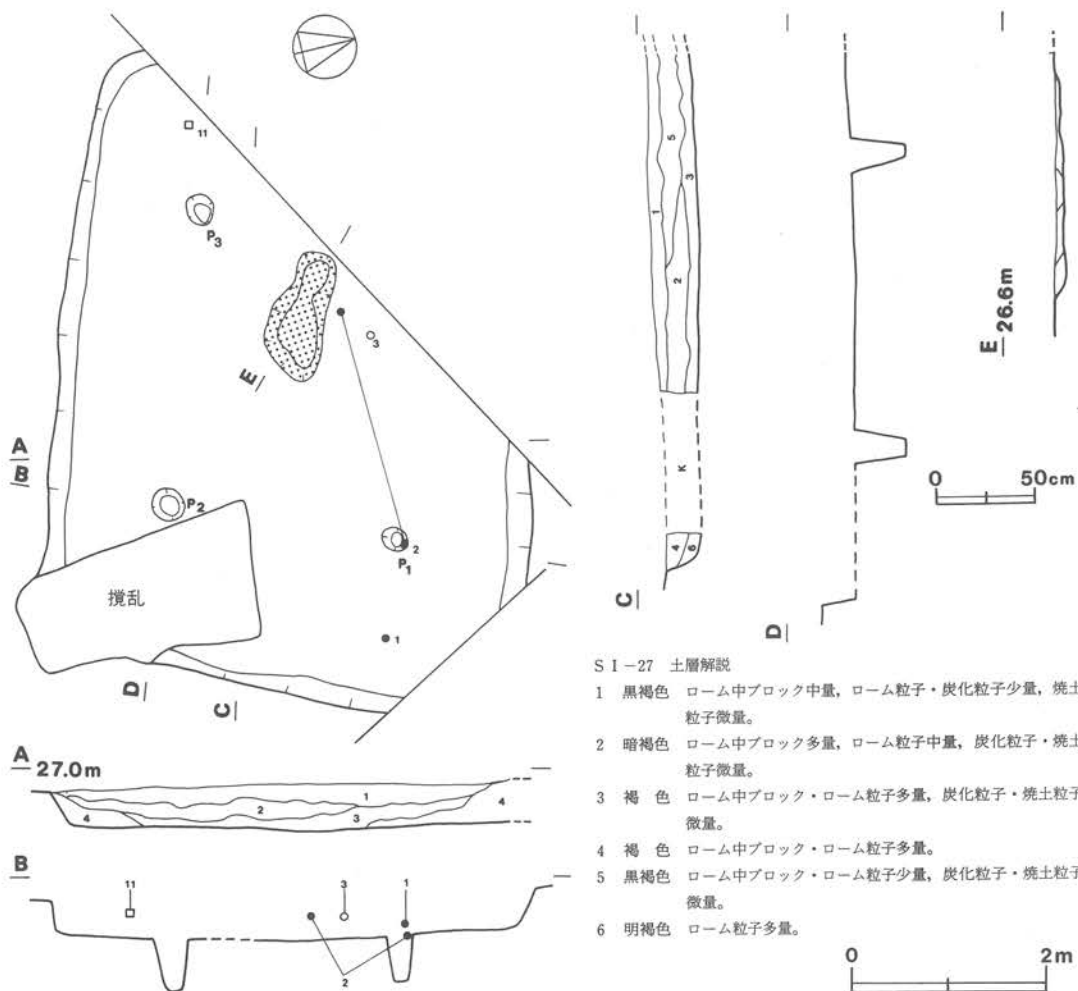 11
P3
3
E
A
B
P2
2
P1
攪乱
1
D
C
A 27.0m
1
2
3
4
4
B
11
3
1
2
5
1
3
2
K
4
6
C
D
E 26.6m
0 50cm
SI-27 土層解説
1 黒褐色 ローム中ブロック中量，ローム粒子・炭化粒子少量，焼土
粒子微量。
2 暗褐色 ローム中ブロック多量，ローム粒子中量，炭化粒子・焼土
粒子微量。
3 褐 色 ローム中ブロック・ローム粒子多量，炭化粒子・焼土粒子
微量。
4 褐 色 ローム中ブロック・ローム粒子多量。
5 黒褐色 ローム中ブロック・ローム粒子少量，炭化粒子・焼土粒子
微量。
6 明褐色 ローム粒子多量。
0 2m